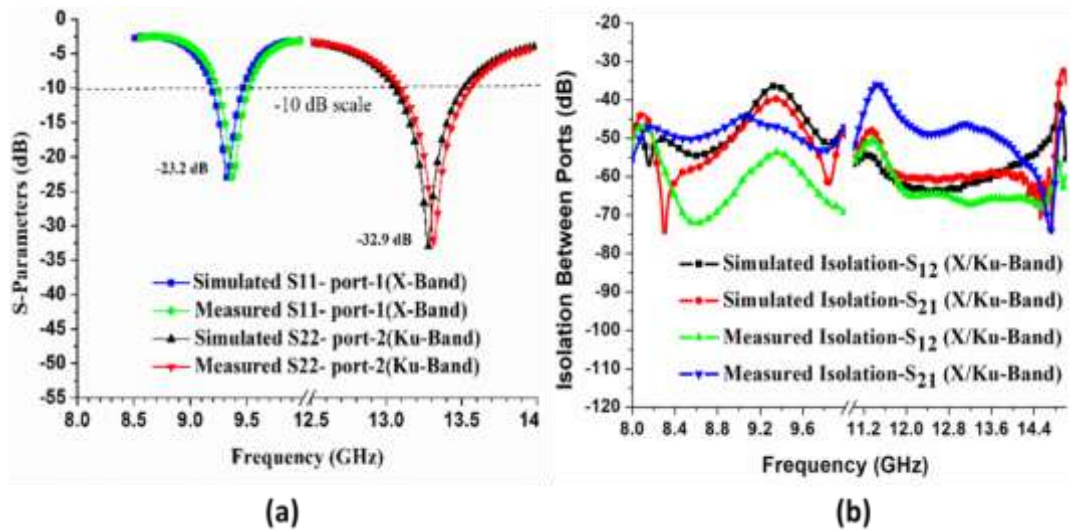 0
-5
-10
-15
-20
-25
-30
-35
-40
-45
-50
-55
S-Parameters (dB)
-10 dB scale
-23.2 dB
-32.9 dB
Simulated S11- port-1(X-Band)
Measured S11- port-1(X-Band)
Simulated S22- port-2(Ku-Band)
Measured S22- port-2(Ku-Band)
8.0 8.5 9.0 9.5 12.5 13.0 13.5 14.0
Frequency (GHz)
(a)
(b)
-20
-30
-40
-50
-60
-70
-80
-90
-100
-110
-120
Isolation Between Ports (dB)
Simulated Isolation-S12 (X/Ku-Band)
Simulated Isolation-S21 (X/Ku-Band)
Measured Isolation-S12 (X/Ku-Band)
Measured Isolation-S21 (X/Ku-Band)
8.0 8.4 8.8 9.2 9.6 11.2 12.0 12.8 13.6 14.4
Frequency (GHz)
(b)